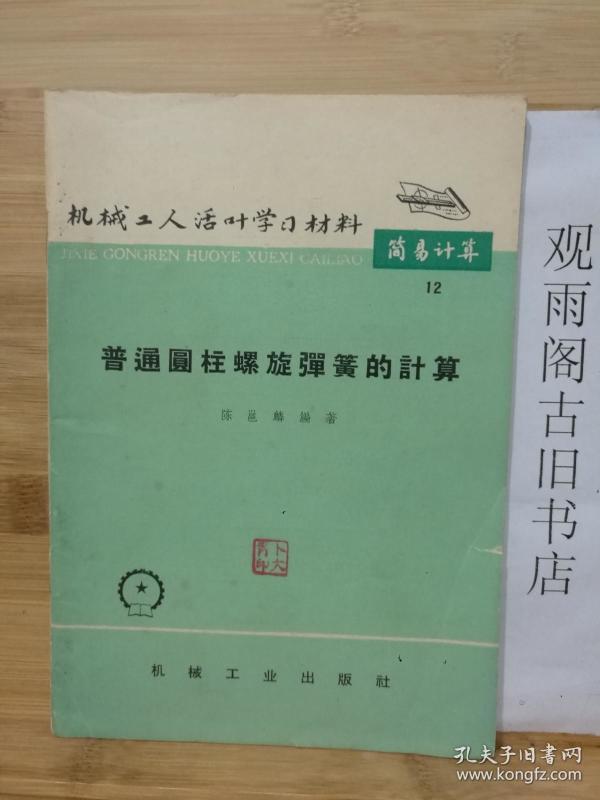 机械工人活叶学习材料
JIXIE GONGREN HUOYE XUEXI CAILIAO
简易计算
12
普通圓柱螺旋彈簧的計算
陈邕麟編著
机械工业出版社
观雨阁古旧书店
孔夫子旧书网
www.kongfz.com